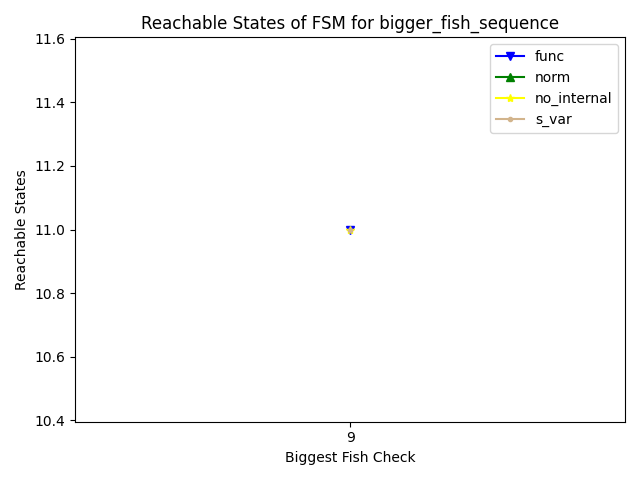 Reachable States of FSM for bigger_fish_sequence
func
norm
no_internal
s_var
11.6
11.4
11.2
11.0
10.8
10.6
10.4
Reachable States
9
Biggest Fish Check